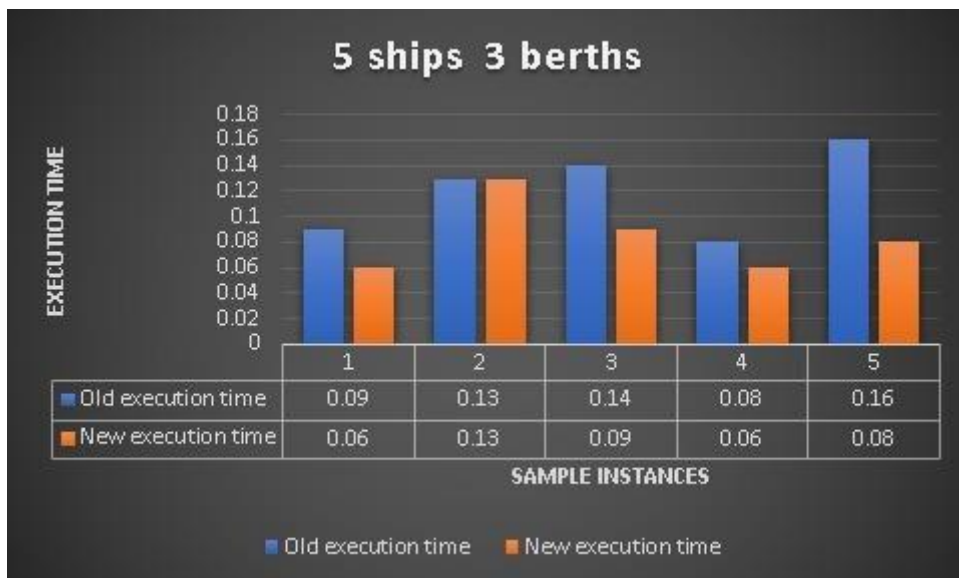 5 ships 3 berths
EXECUTION TIME
0.18
0.16
0.14
0.12
0.1
0.08
0.06
0.04
0.02
0
1 2 3 4 5
Old execution time 0.09 0.13 0.14 0.08 0.16
New execution time 0.06 0.13 0.09 0.06 0.08
SAMPLE INSTANCES
Old execution time New execution time